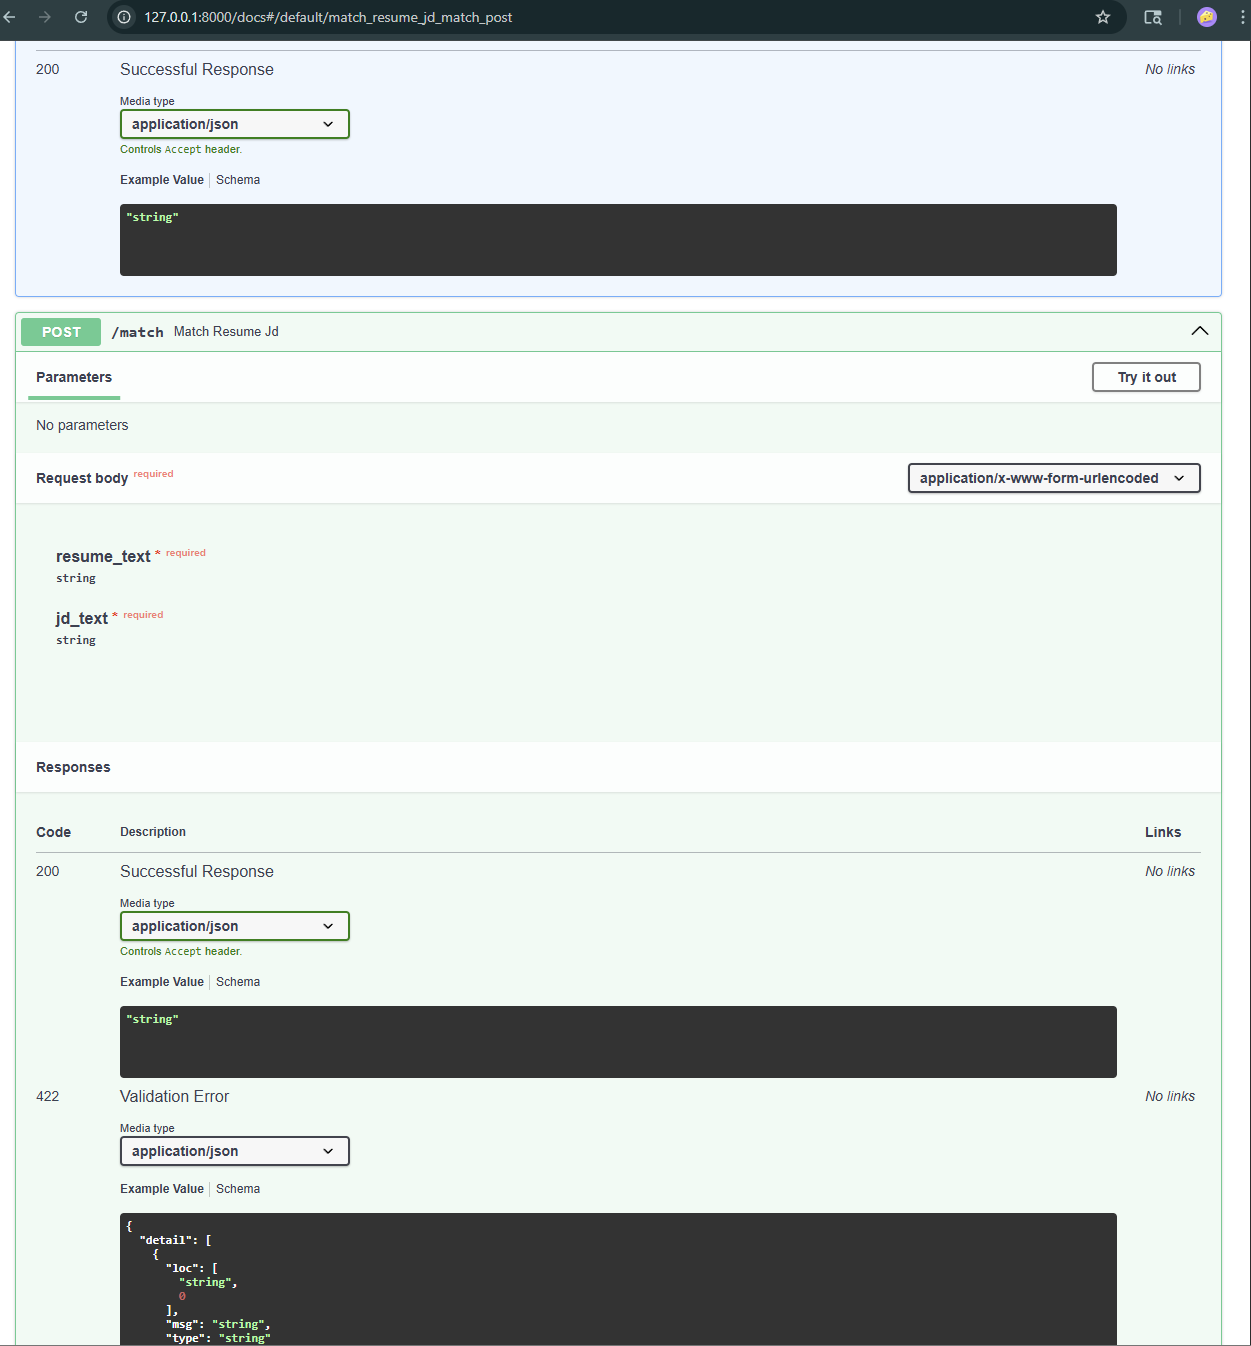 127.0.0.1:8000/docs#/default/match_resume_jd_match_post
200 Successful Response No links
Media type
application/json
Controls Accept header.
Example Value Schema
"string"
POST /match Match Resume Jd
Parameters Try it out
No parameters
Request body required application/x-www-form-urlencoded
resume_text * required
string
jd_text * required
string
Responses
Code Description Links
200 Successful Response No links
Media type
application/json
Controls Accept header.
Example Value Schema
"string"
422 Validation Error No links
Media type
application/json
Example Value Schema
{
"detail": [
{
"loc": [
"string",
0
],
"msg": "string",
"type": "string"